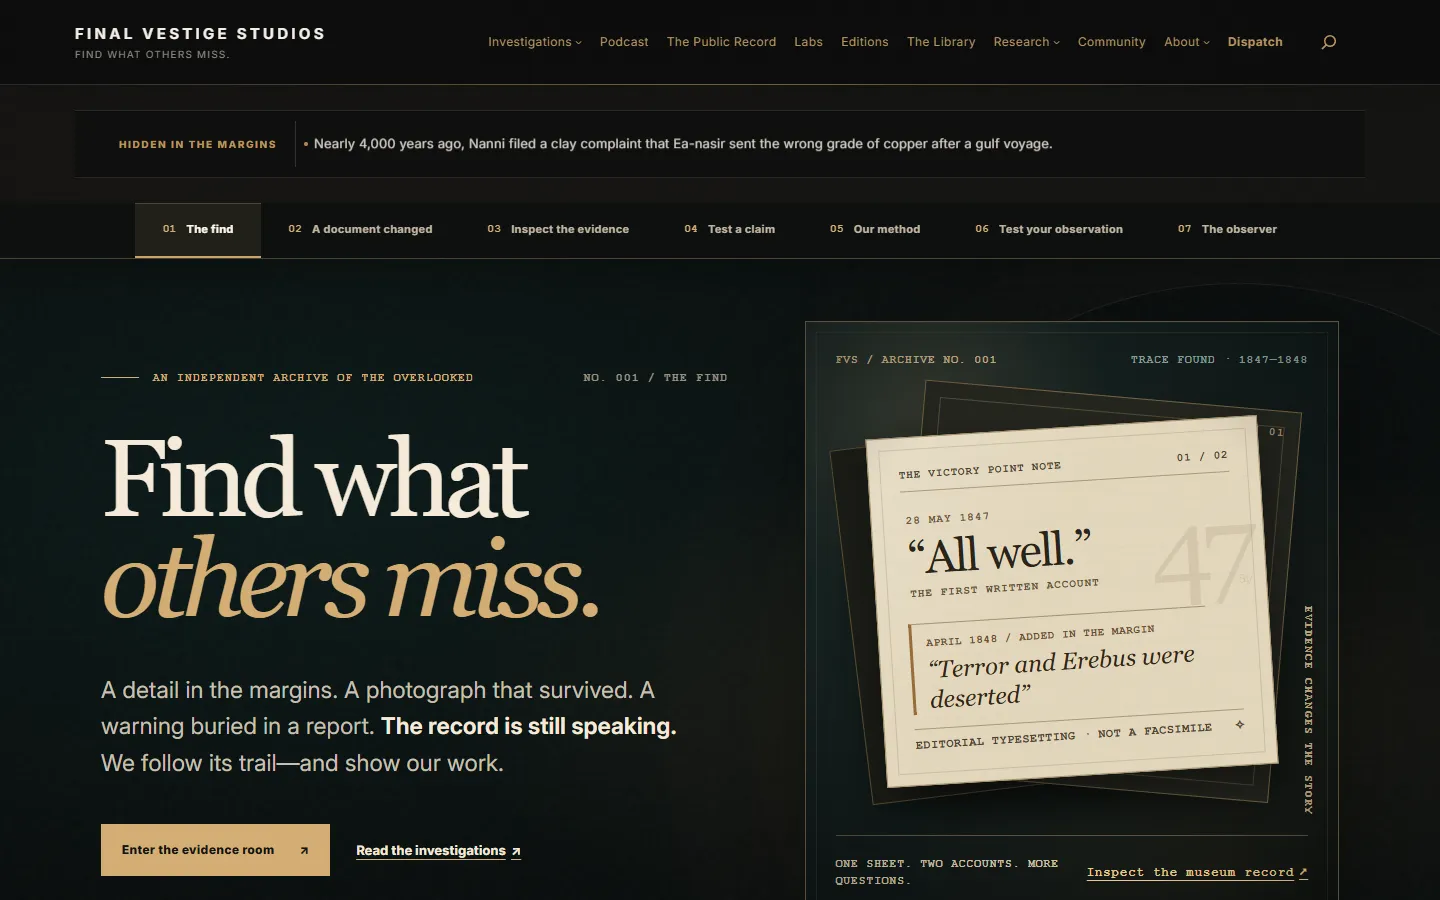 FINAL VESTIGE STUDIOS
FIND WHAT OTHERS MISS.
Investigations
Podcast
The Public Record
Labs
Editions
The Library
Research
Community
About
Dispatch
HIDDEN IN THE MARGINS
• Nearly 4,000 years ago, Nanni filed a clay complaint that Ea-nasir sent the wrong grade of copper after a gulf voyage.
01 The find
02 A document changed
03 Inspect the evidence
04 Test a claim
05 Our method
06 Test your observation
07 The observer
AN INDEPENDENT ARCHIVE OF THE OVERLOOKED
NO. 001 / THE FIND
Find what
others miss.
A detail in the margins. A photograph that survived. A
warning buried in a report. The record is still speaking.
We follow its trail—and show our work.
Enter the evidence room ↗
Read the investigations ↗
FVS / ARCHIVE NO. 001
TRACE FOUND · 1847—1848
01
THE VICTORY POINT NOTE
01 / 02
28 MAY 1847
“All well.”
47
THE FIRST WRITTEN ACCOUNT
APRIL 1848 / ADDED IN THE MARGIN
“Terror and Erebus were
deserted”
EDITORIAL TYPESETTING · NOT A FACSIMILE
EVIDENCE CHANGES THE STORY
ONE SHEET. TWO ACCOUNTS. MORE
QUESTIONS.
Inspect the museum record ↗